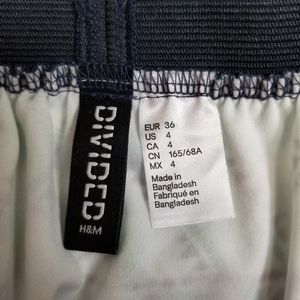 DIVIDED
H&M
EUR 36
US 4
CA 4
CN 165/68A
MX 4
Made in
Bangladesh
Fabriqué en
Bangladesh